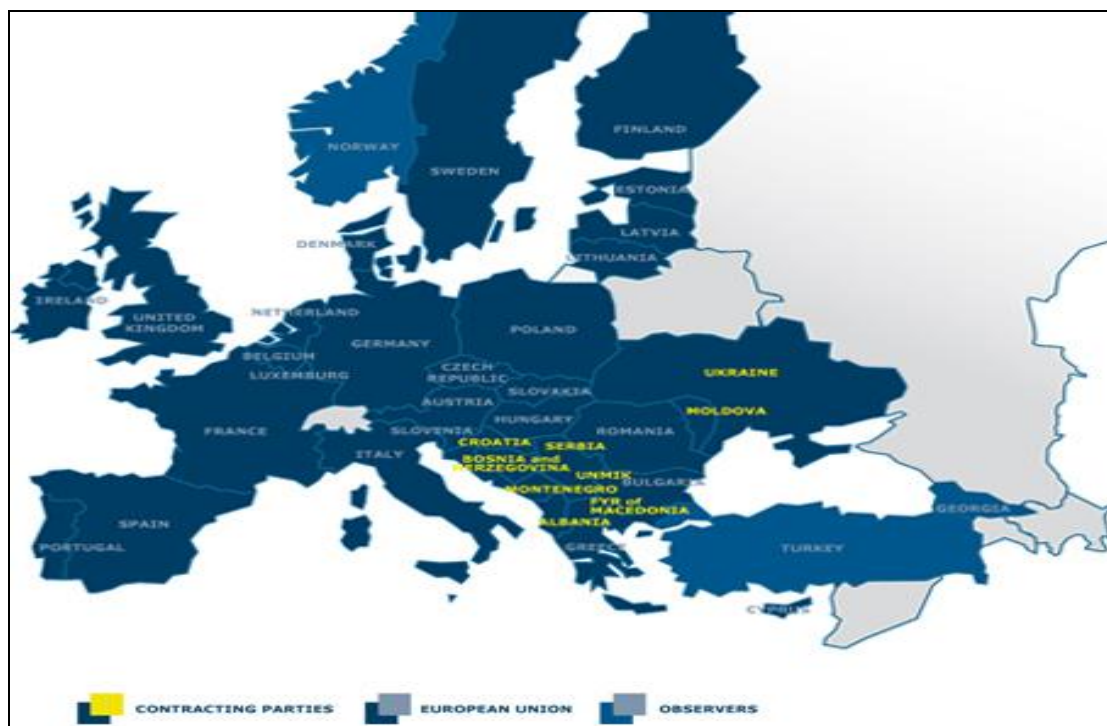 FINLAND
NORWAY
SWEDEN
ESTONIA
LATVIA
DENMARK
LITHUANIA
IRELAND
NETHERLAND
UNITED
KINGDOM
POLAND
GERMANY
BELGIUM
CZECH
REPUBLIC
LUXEMBURG
UKRAINE
SLOVAKIA
AUSTRIA
MOLDOVA
HUNGARY
FRANCE
SLOVENIA
ROMANIA
CROATIA
SERBIA
ITALY
BOSNIA and
HERZEGOVINA
UNMIK
BULGARIA
MONTENEGRO
FYR of
MACEDONIA
GEORGIA
SPAIN
ALBANIA
PORTUGAL
GREECE
TURKEY
CYPRUS
CONTRACTING PARTIES
EUROPEAN UNION
OBSERVERS